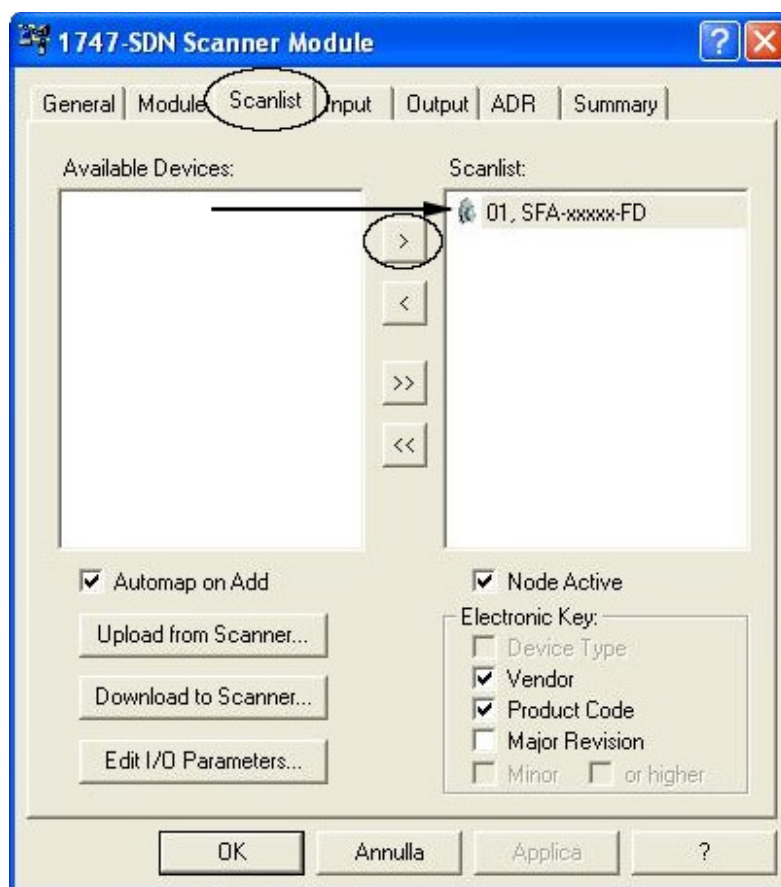 1747-SDN Scanner Module
?
General Module Scanlist Input Output ADR Summary
Available Devices:
Scanlist:
01, SFA-xxxxx-FD
>
<
>>
<<
Automap on Add
Node Active
Upload from Scanner...
Electronic Key:
Device Type
Vendor
Download to Scanner...
Product Code
Major Revision
Edit I/O Parameters...
Minor or higher
OK Annulla Applica ?